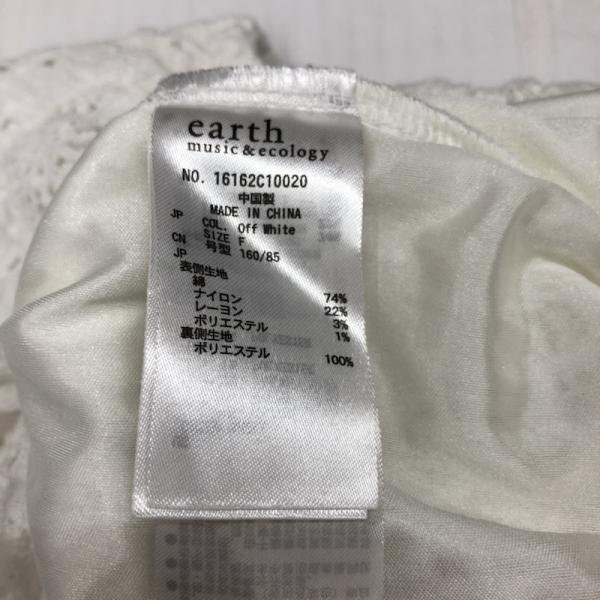 earth
music&ecology
NO. 16162C10020
中国製
MADE IN CHINA
JP COL. Off White
CN SIZE F
JP 号型 160/85
表側生地
綿 74%
ナイロン 22%
レーヨン 3%
ポリエステル 1%
裏側生地
ポリエステル 100%